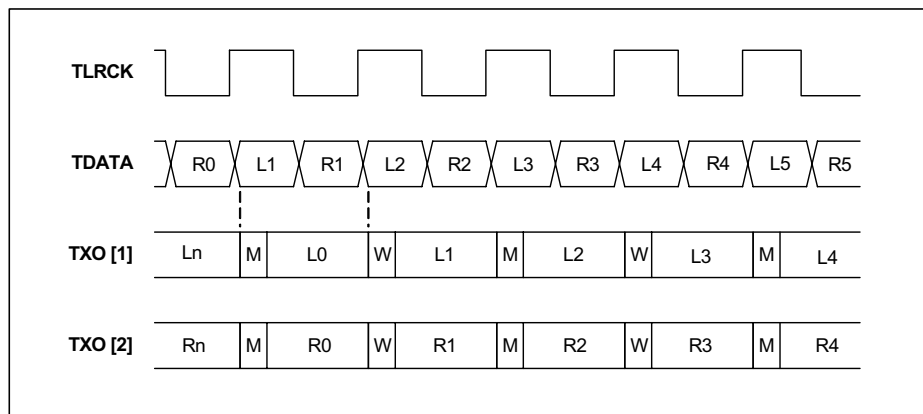 TLRCK
TDATA R0 L1 R1 L2 R2 L3 R3 L4 R4 L5 R5
TXO [1] Ln M L0 W L1 M L2 W L3 M L4
TXO [2] Rn M R0 W R1 M R2 W R3 M R4